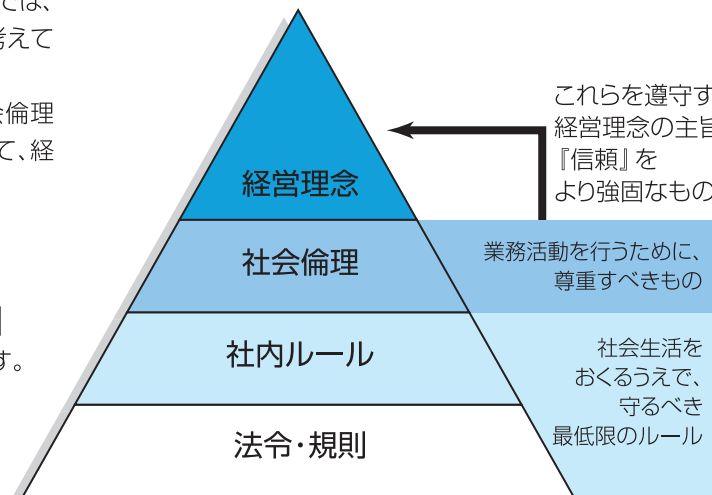 では、
考えて
会倫理
て、経
す。
これらを遵守す
経営理念の主旨
『信頼』を
より強固なもの
経営理念
社会倫理
業務活動を行うために、
尊重すべきもの
社内ルール
社会生活を
おくるうえで、
守るべき
最低限のルール
法令・規則